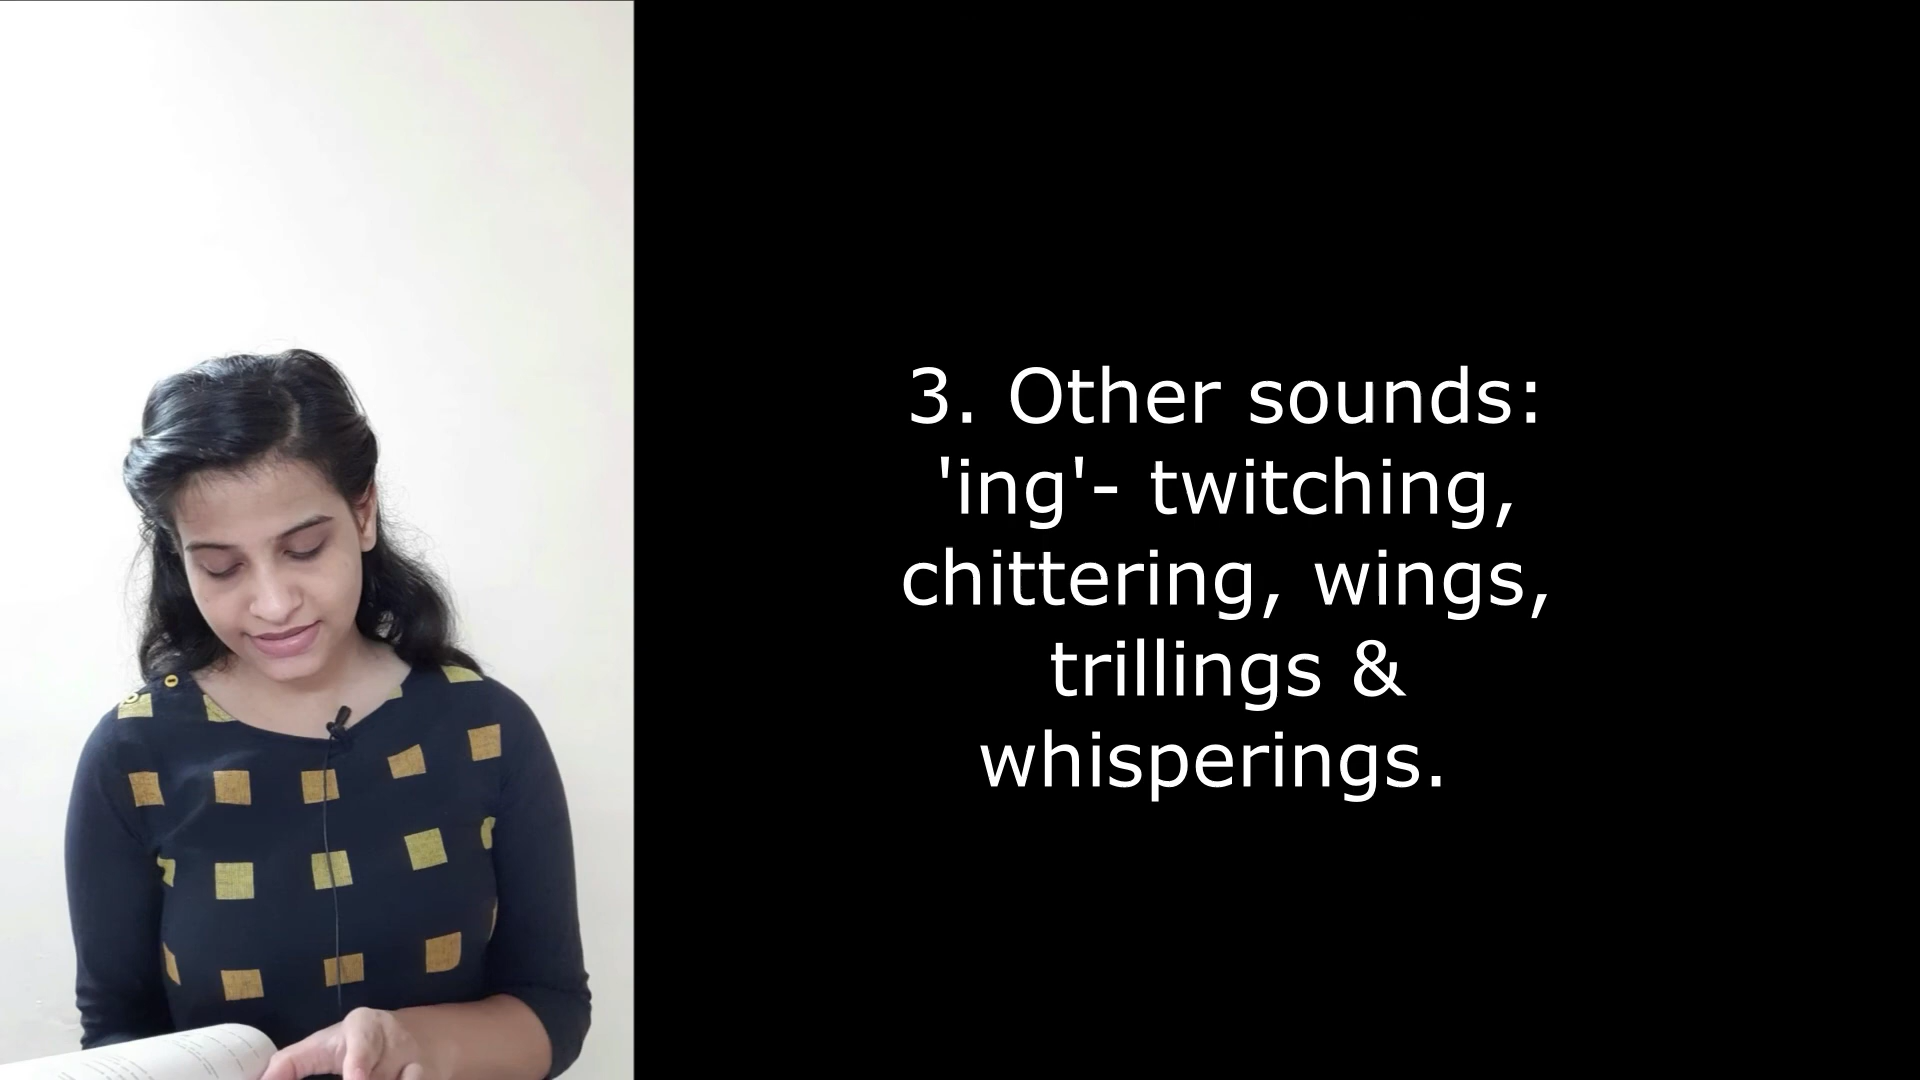 3. Other sounds:
'ing'- twitching,
chittering, wings,
trillings &
whisperings.